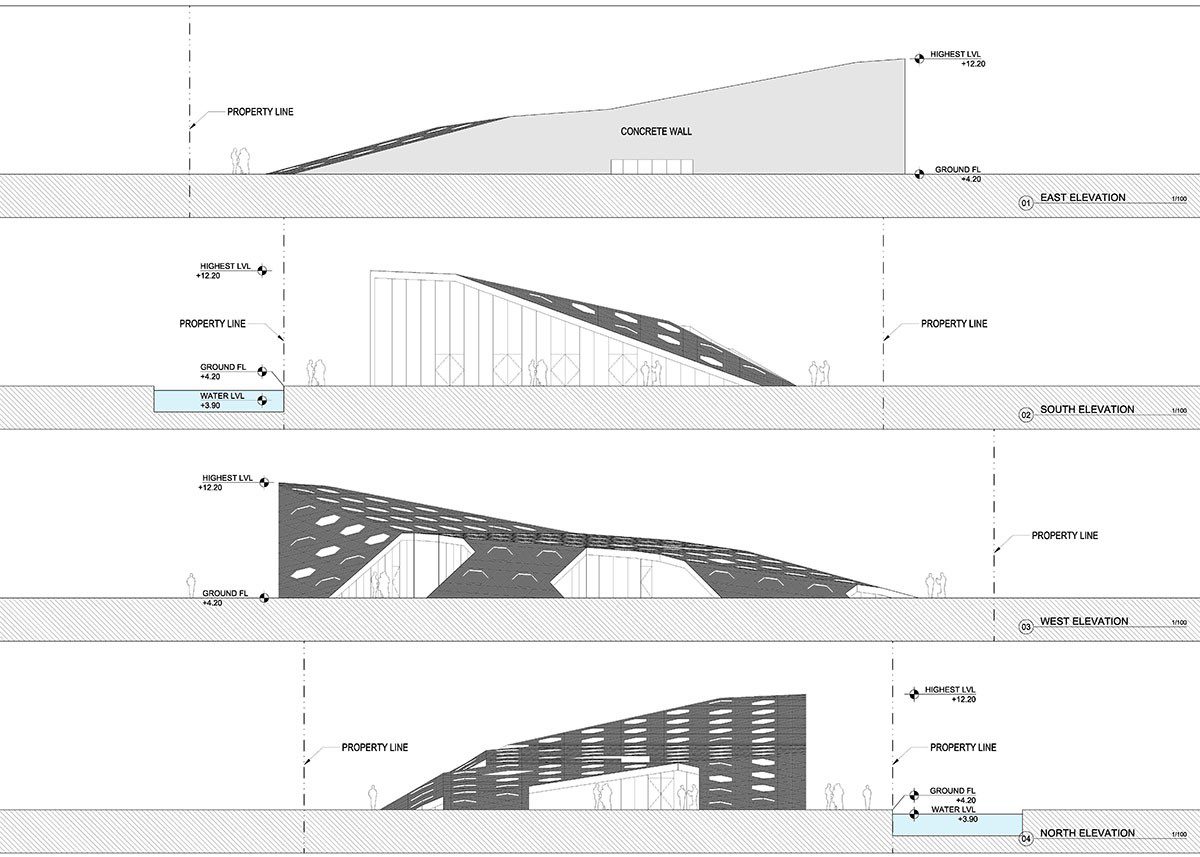 HIGHEST LVL
+12.20
PROPERTY LINE
CONCRETE WALL
GROUND FL
+4.20
01 EAST ELEVATION 1/100
HIGHEST LVL
+12.20
PROPERTY LINE
PROPERTY LINE
GROUND FL
+4.20
WATER LVL
+3.90
02 SOUTH ELEVATION 1/100
HIGHEST LVL
+12.20
PROPERTY LINE
GROUND FL
+4.20
03 WEST ELEVATION 1/100
HIGHEST LVL
+12.20
PROPERTY LINE
PROPERTY LINE
GROUND FL
+4.20
WATER LVL
+3.90
04 NORTH ELEVATION 1/100